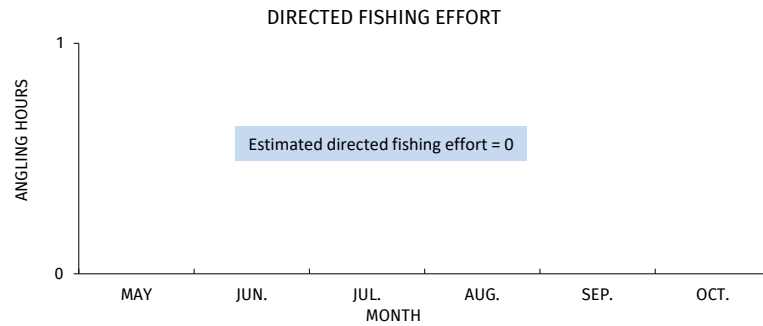 DIRECTED FISHING EFFORT
1
ANGLING HOURS
Estimated directed fishing effort = 0
0
MAY JUN. JUL. AUG. SEP. OCT.
MONTH